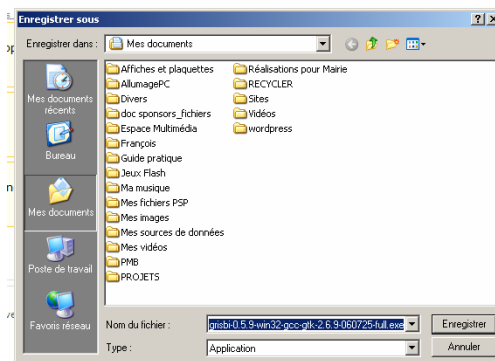 Enregistrer sous
Enregistrer dans :
Mes documents
Mes documents
récents
Bureau
Mes documents
Poste de travail
Favoris réseau
Affiches et plaquettes
AllumagePC
Divers
doc sponsors_fichiers
Espace Multimédia
François
Guide pratique
Jeux Flash
Ma musique
Mes fichiers PSP
Mes images
Mes sources de données
Mes vidéos
PMB
PROJETS
Réalisations pour Mairie
RECYCLER
Sites
Vidéos
wordpress
Nom du fichier :
grisbi-0.5.9-win32-gcc-gtk-2.6.9-060725-full.exe
Enregistrer
Type :
Application
Annuler